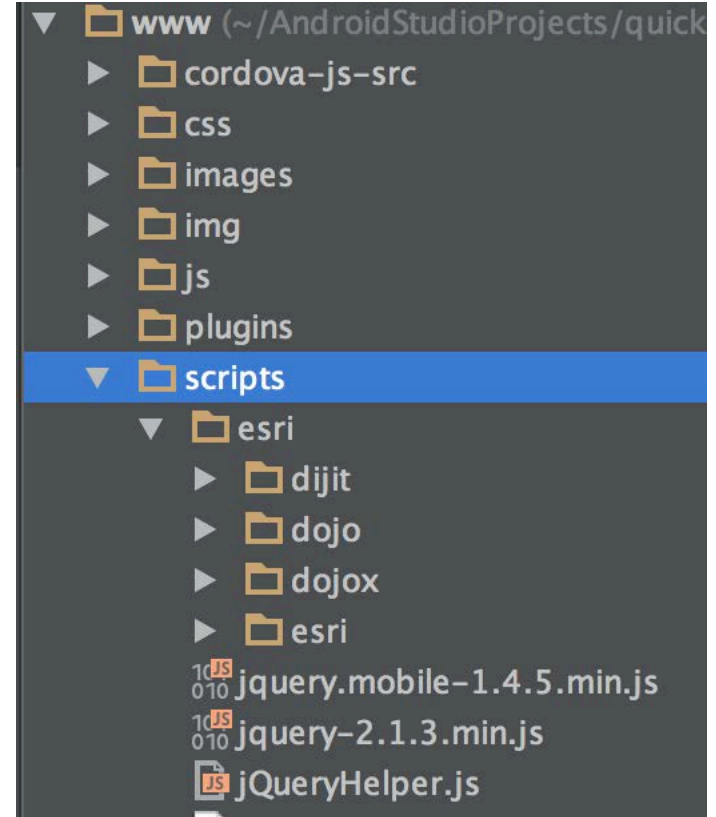 www (~/AndroidStudioProjects/quick
cordova-js-src
css
images
img
js
plugins
scripts
esri
dijit
dojo
dojox
esri
jquery.mobile-1.4.5.min.js
jquery-2.1.3.min.js
JS jQueryHelper.js